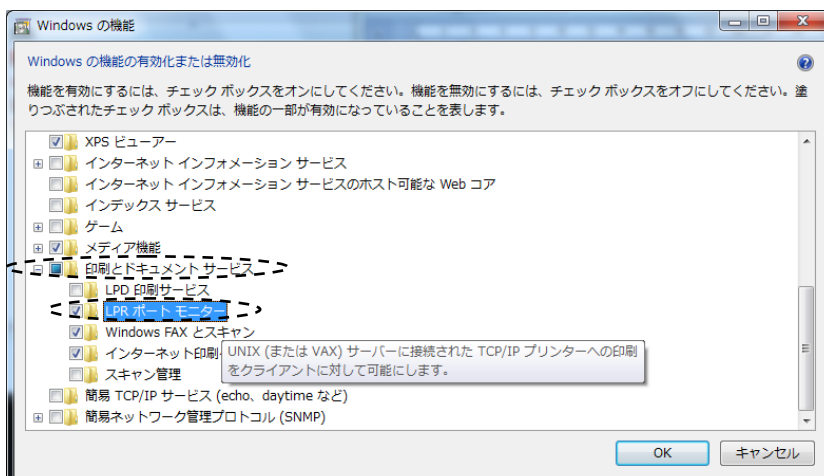 Windows の機能
Windows の機能の有効化または無効化
機能を有効にするには、チェック ボックスをオンにしてください。機能を無効にするには、チェック ボックスをオフにしてください。塗
りつぶされたチェック ボックスは、機能の一部が有効になっていることを表します。
XPS ビューアー
インターネット インフォメーション サービス
インターネット インフォメーション サービスのホスト可能な Web コア
インデックス サービス
ゲーム
メディア機能
印刷とドキュメント サービス
LPD 印刷サービス
LPR ポート モニター
Windows FAX とスキャン
インターネット印刷
UNIX (または VAX) サーバーに接続された TCP/IP プリンターへの印刷
をクライアントに対して可能にします。
スキャン管理
簡易 TCP/IP サービス (echo、daytime など)
簡易ネットワーク管理プロトコル (SNMP)
OK
キャンセル